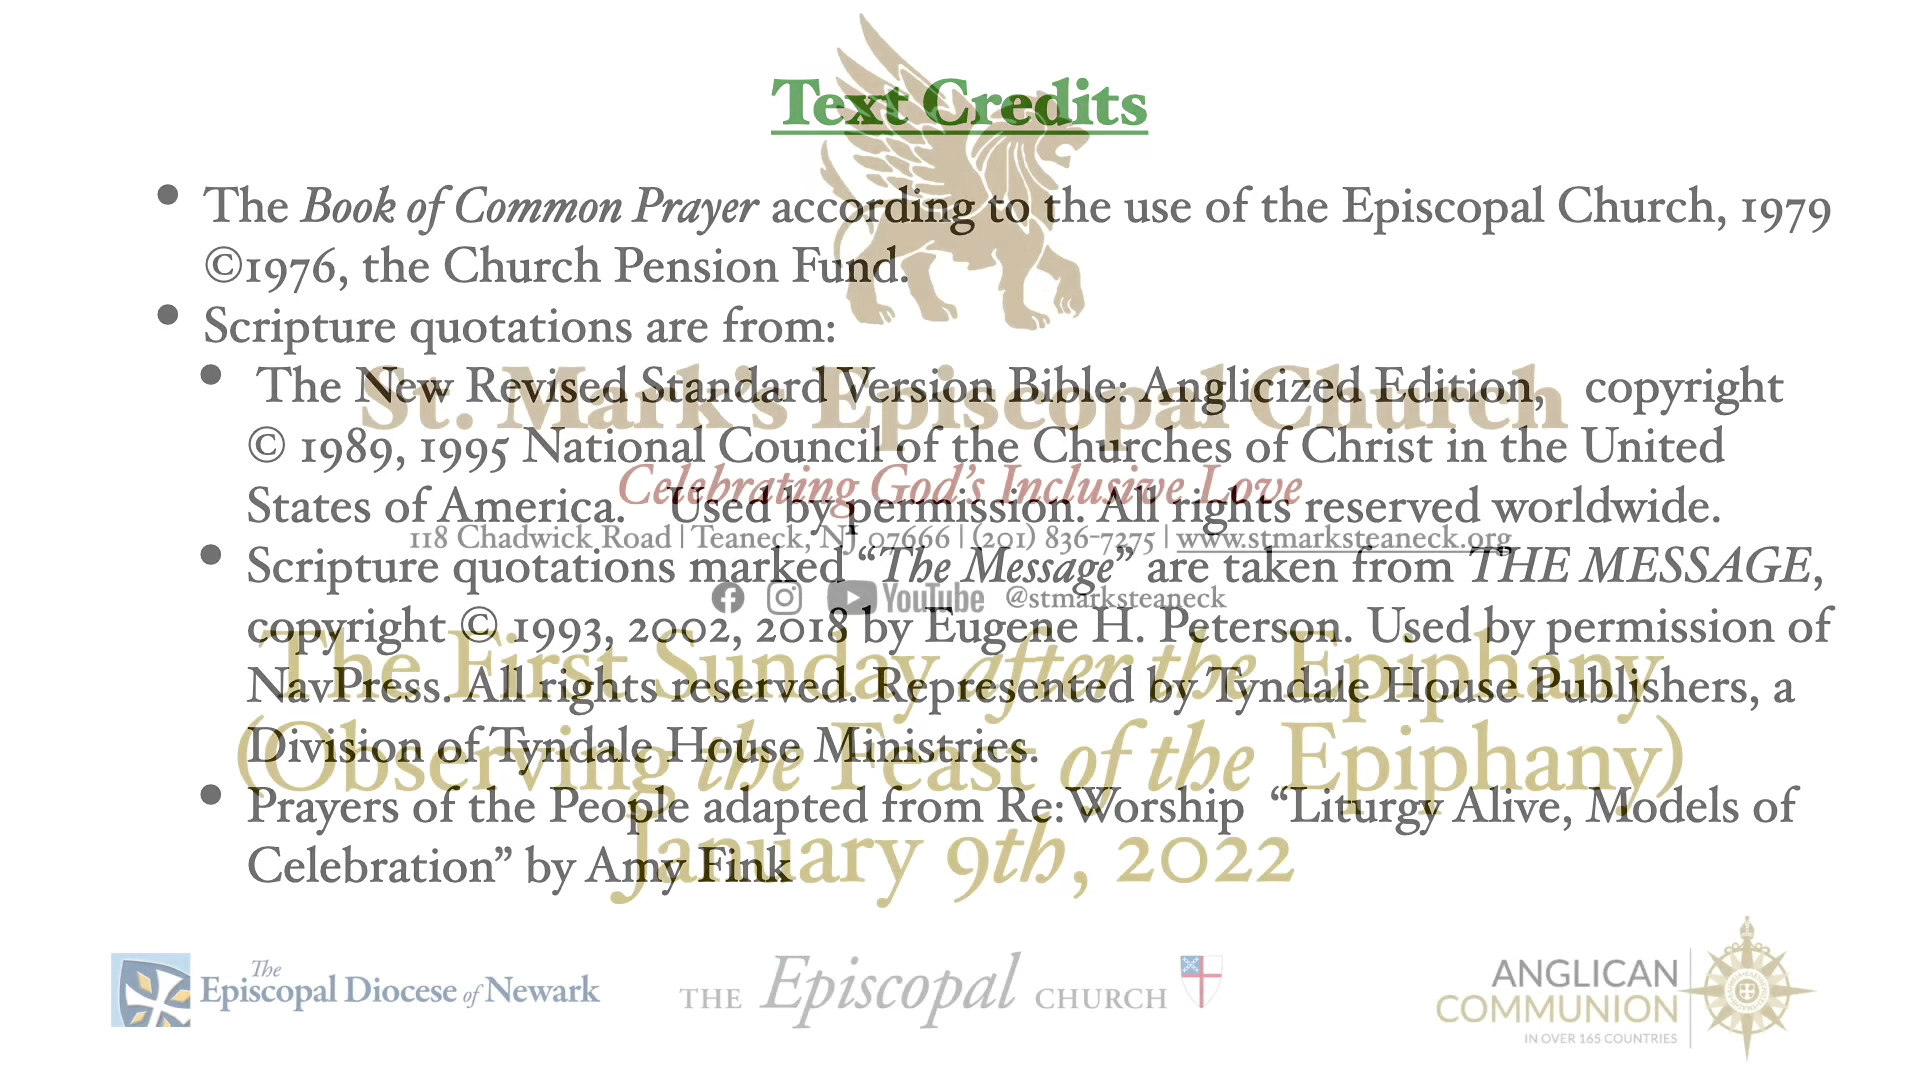 Text Credits
• The Book of Common Prayer according to the use of the Episcopal Church, 1979
©1976, the Church Pension Fund.
• Scripture quotations are from:
• The New Revised Standard Version Bible: Anglicized Edition, copyright
© 1989, 1995 National Council of the Churches of Christ in the United
States of America. Used by permission. All rights reserved worldwide.
• Scripture quotations marked “The Message” are taken from THE MESSAGE,
copyright © 1993, 2002, 2018 by Eugene H. Peterson. Used by permission of
NavPress. All rights reserved. Represented by Tyndale House Publishers, a
Division of Tyndale House Ministries.
• Prayers of the People adapted from Re:Worship “Liturgy Alive, Models of
Celebration” by Amy Fink
St. Mark’s Episcopal Church
Celebrating God’s Inclusive Love
118 Chadwick Road | Teaneck, NJ 07666 | (201) 836-7275 | www.stmarksteaneck.org
YouTube @stmarksteaneck
The First Sunday after the Epiphany
(Observing the Feast of the Epiphany)
January 9th, 2022
The
Episcopal Diocese of Newark
THE Episcopal CHURCH
ANGLICAN
COMMUNION
IN OVER 165 COUNTRIES